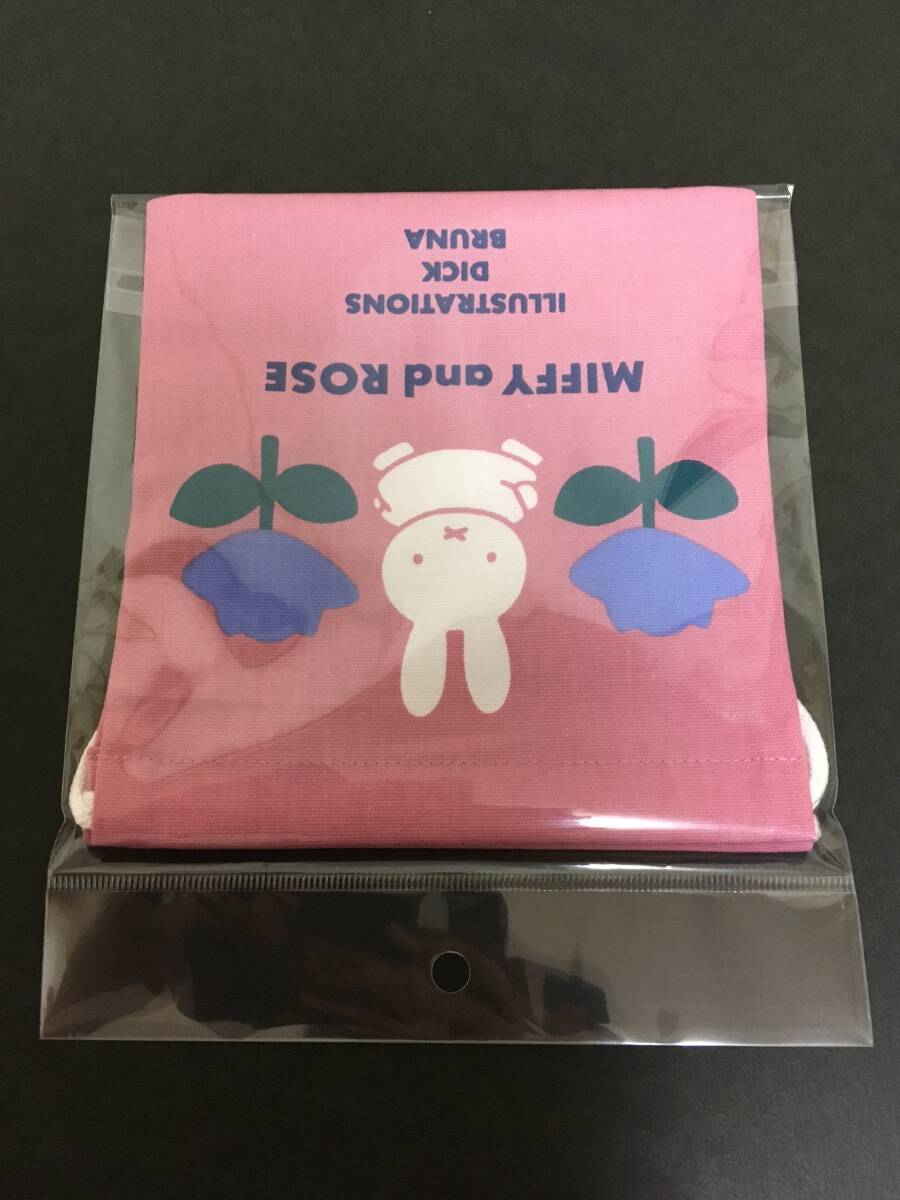 MIFFY and ROSE
ILLUSTRATIONS
DICK
BRUNA